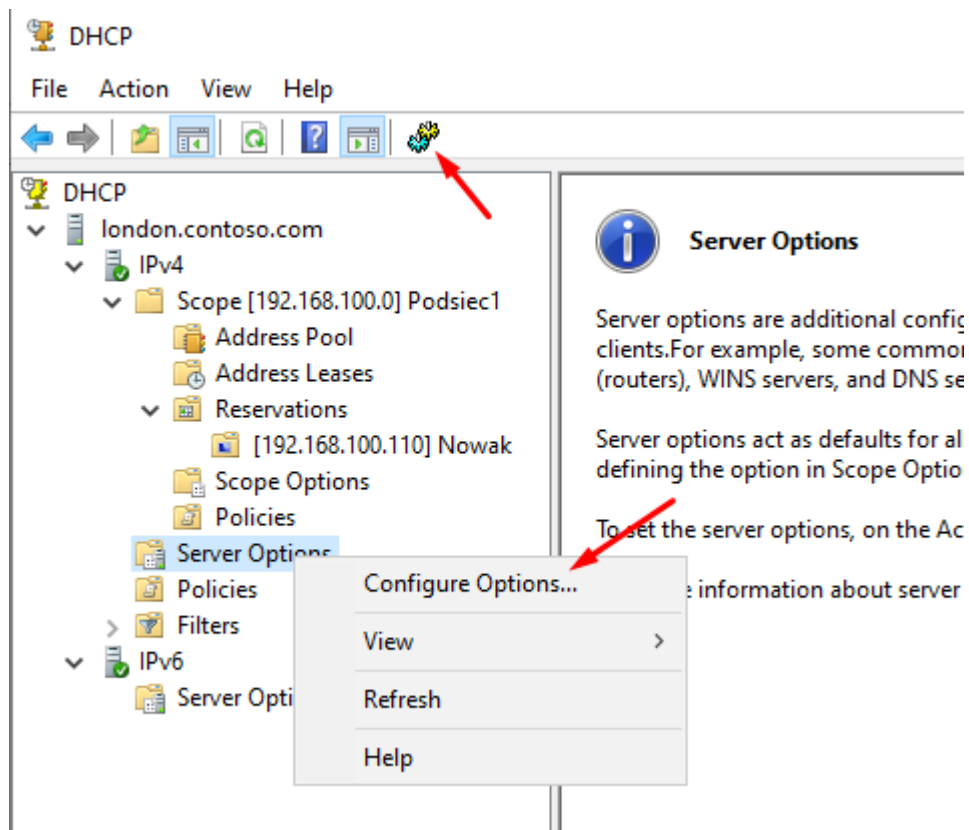 DHCP
File Action View Help
DHCP
london.contoso.com
IPv4
Scope [192.168.100.0] Podsiec1
Address Pool
Address Leases
Reservations
[192.168.100.110] Nowak
Scope Options
Policies
Server Options
Policies
Filters
IPv6
Server Opti
Configure Options...
View
Refresh
Help
Server Options
Server options are additional config
clients.For example, some common
(routers), WINS servers, and DNS se
Server options act as defaults for al
defining the option in Scope Optio
To set the server options, on the Ac
e information about server